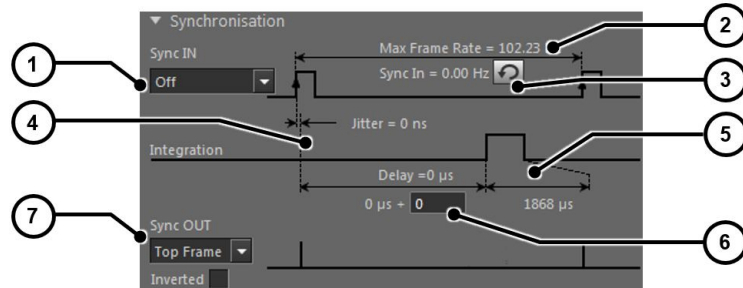 ▼ Synchronisation
Sync IN
Off
Max Frame Rate = 102.23
Sync In = 0.00 Hz
Jitter = 0 ns
Integration
Delay =0 µs
0 µs + 0
1868 µs
Sync OUT
Top Frame
Inverted
1
4
7
2
3
5
6